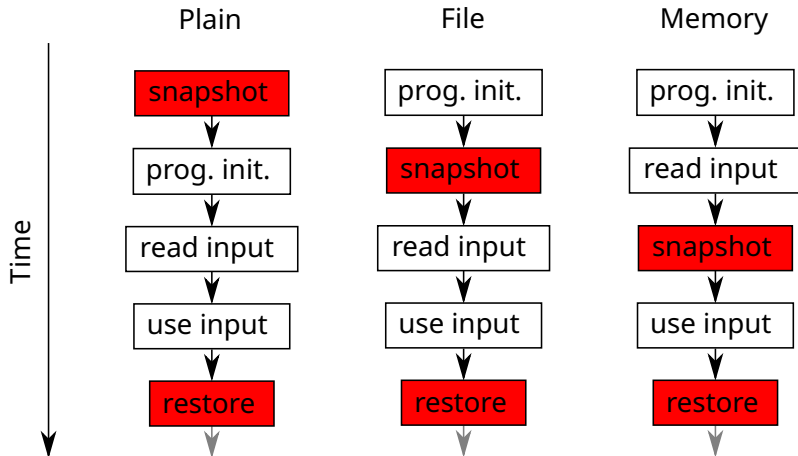 Plain
File
Memory
Time
snapshot
prog. init.
read input
use input
restore
prog. init.
snapshot
read input
use input
restore
prog. init.
read input
snapshot
use input
restore